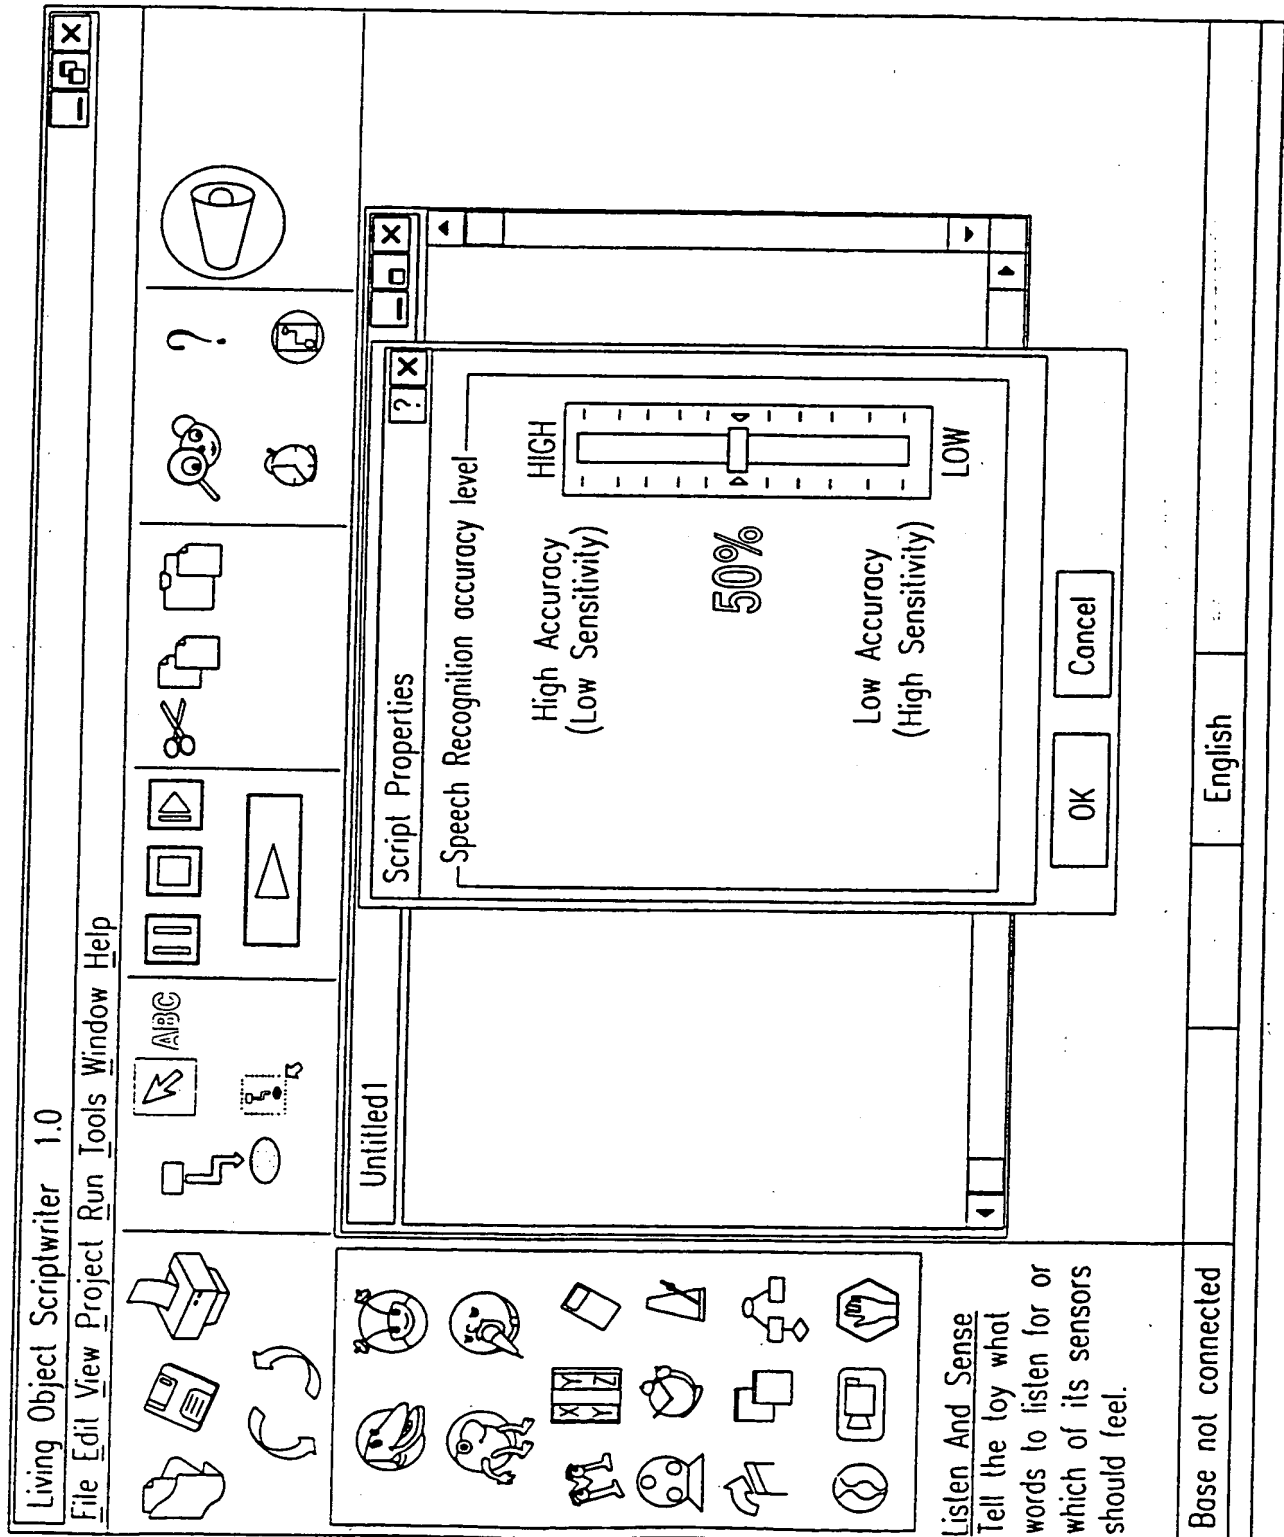 Living Object Scriptwriter 1.0
File Edit View Project Run Tools Window Help
ABC
?
Untitled1
Script Properties
?
Speech Recognition accuracy level
HIGH
High Accuracy
(Low Sensitivity)
50%
Low Accuracy
(High Sensitivity)
LOW
OK
Cancel
X Y
Y Z
Listen And Sense
Tell the toy what
words to listen for or
which of its sensors
should feel.
Base not connected
English